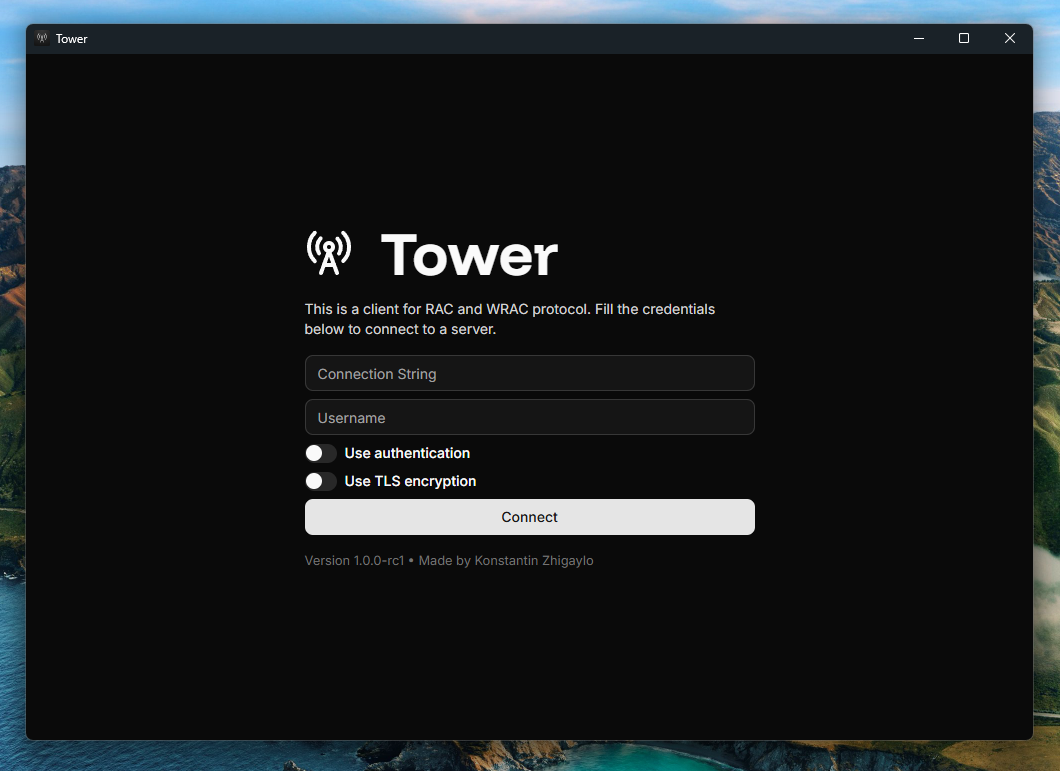 Tower
Tower
This is a client for RAC and WRAC protocol. Fill the credentials
below to connect to a server.
Connection String
Username
Use authentication
Use TLS encryption
Connect
Version 1.0.0-rc1 • Made by Konstantin Zhigaylo